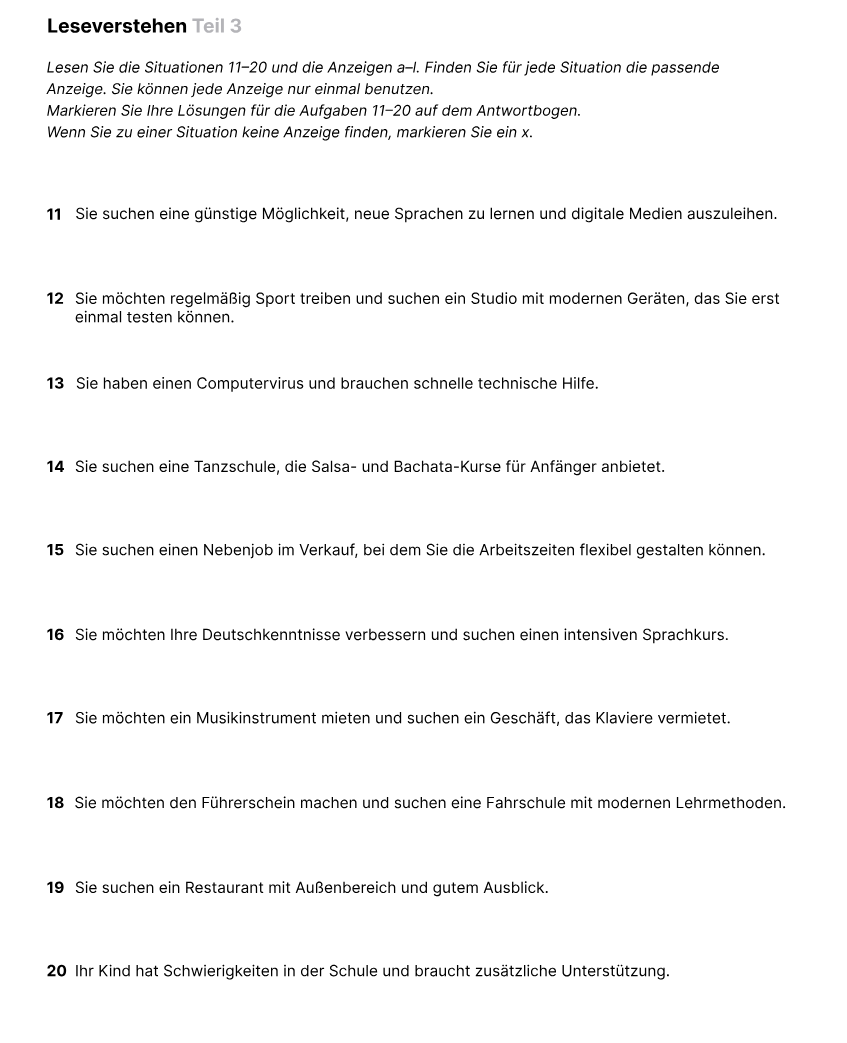 Leseverstehen Teil 3
Lesen Sie die Situationen 11–20 und die Anzeigen a–l. Finden Sie für jede Situation die passende
Anzeige. Sie können jede Anzeige nur einmal benutzen.
Markieren Sie Ihre Lösungen für die Aufgaben 11–20 auf dem Antwortbogen.
Wenn Sie zu einer Situation keine Anzeige finden, markieren Sie ein x.
11 Sie suchen eine günstige Möglichkeit, neue Sprachen zu lernen und digitale Medien auszuleihen.
12 Sie möchten regelmäßig Sport treiben und suchen ein Studio mit modernen Geräten, das Sie erst
einmal testen können.
13 Sie haben einen Computervirus und brauchen schnelle technische Hilfe.
14 Sie suchen eine Tanzschule, die Salsa- und Bachata-Kurse für Anfänger anbietet.
15 Sie suchen einen Nebenjob im Verkauf, bei dem Sie die Arbeitszeiten flexibel gestalten können.
16 Sie möchten Ihre Deutschkenntnisse verbessern und suchen einen intensiven Sprachkurs.
17 Sie möchten ein Musikinstrument mieten und suchen ein Geschäft, das Klaviere vermietet.
18 Sie möchten den Führerschein machen und suchen eine Fahrschule mit modernen Lehrmethoden.
19 Sie suchen ein Restaurant mit Außenbereich und gutem Ausblick.
20 Ihr Kind hat Schwierigkeiten in der Schule und braucht zusätzliche Unterstützung.